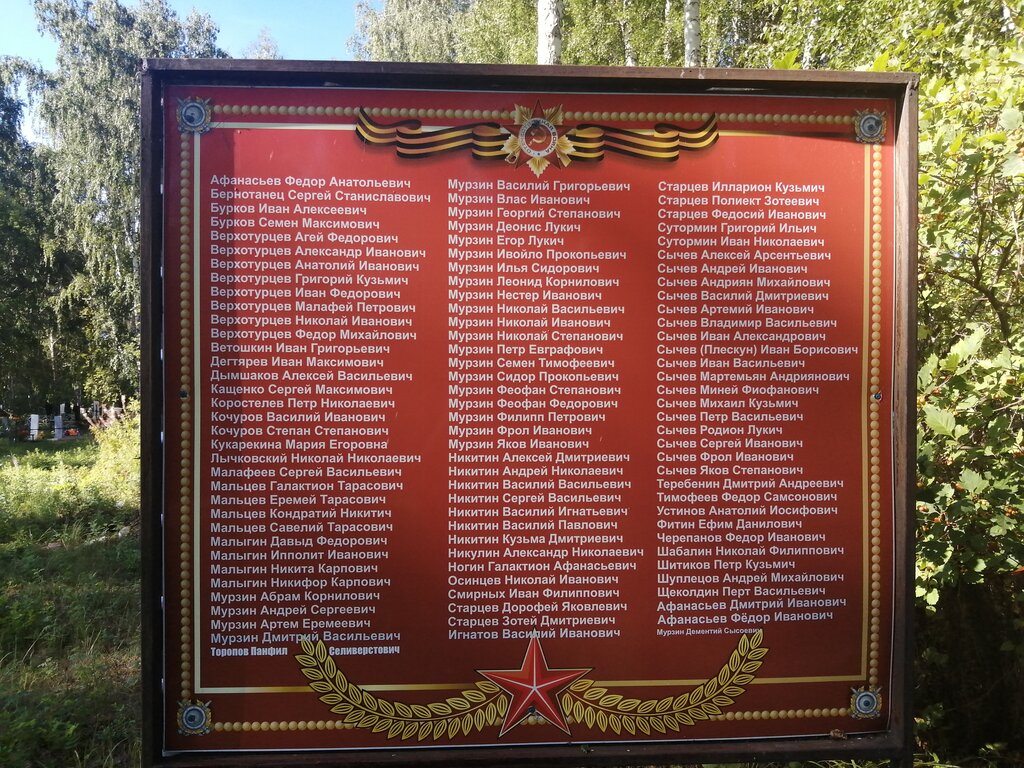 Афанасьев Федор Анатольевич
Бернотанец Сергей Станиславович
Бурков Иван Алексеевич
Бурков Семен Максимович
Верхотурцев Агей Федорович
Верхотурцев Александр Иванович
Верхотурцев Анатолий Иванович
Верхотурцев Григорий Кузьмич
Верхотурцев Иван Федорович
Верхотурцев Малафей Петрович
Верхотурцев Николай Иванович
Верхотурцев Федор Михайлович
Ветошкин Иван Григорьевич
Дегтярев Иван Максимович
Дымшаков Алексей Васильевич
Кащенко Сергей Максимович
Коростелев Петр Николаевич
Кочуров Василий Иванович
Кочуров Степан Степанович
Кукарекина Мария Егоровна
Лычковский Николай Николаевич
Малафеев Сергей Васильевич
Мальцев Галактион Тарасович
Мальцев Еремей Тарасович
Мальцев Кондратий Никитич
Мальцев Савелий Тарасович
Малыгин Давыд Федорович
Малыгин Ипполит Иванович
Малыгин Никита Карпович
Малыгин Никифор Карпович
Мурзин Абрам Корнилович
Мурзин Андрей Сергеевич
Мурзин Артем Еремеевич
Мурзин Дмитрий Васильевич
Торопов Панфил Селиверстович
Мурзин Василий Григорьевич
Мурзин Влас Иванович
Мурзин Георгий Степанович
Мурзин Деонис Лукич
Мурзин Егор Лукич
Мурзин Ивойло Прокопьевич
Мурзин Илья Сидорович
Мурзин Леонид Корнилович
Мурзин Нестер Иванович
Мурзин Николай Васильевич
Мурзин Николай Иванович
Мурзин Николай Степанович
Мурзин Петр Евграфович
Мурзин Семен Тимофеевич
Мурзин Сидор Прокопьевич
Мурзин Феофан Степанович
Мурзин Феофан Федорович
Мурзин Филипп Петрович
Мурзин Фрол Иванович
Мурзин Яков Иванович
Никитин Алексей Дмитриевич
Никитин Андрей Николаевич
Никитин Василий Васильевич
Никитин Сергей Васильевич
Никитин Василий Игнатьевич
Никитин Василий Павлович
Никитин Кузьма Дмитриевич
Никулин Александр Николаевич
Ногин Галактион Афанасьевич
Осинцев Николай Иванович
Смирных Иван Филиппович
Старцев Дорофей Яковлевич
Старцев Зотей Дмитриевич
Игнатов Василий Иванович
Старцев Илларион Кузьмич
Старцев Полиект Зотеевич
Старцев Федосий Иванович
Сутормин Григорий Ильич
Сутормин Иван Николаевич
Сычев Алексей Арсентьевич
Сычев Андрей Иванович
Сычев Андриян Михайлович
Сычев Василий Дмитриевич
Сычев Артемий Иванович
Сычев Владимир Васильевич
Сычев Иван Александрович
Сычев (Плескун) Иван Борисович
Сычев Иван Васильевич
Сычев Мартемьян Андриянович
Сычев Миней Фиофанович
Сычев Михаил Кузьмич
Сычев Петр Васильевич
Сычев Родион Лукич
Сычев Сергей Иванович
Сычев Фрол Иванович
Сычев Яков Степанович
Теребенин Дмитрий Андреевич
Тимофеев Федор Самсонович
Устинов Анатолий Иосифович
Фитин Ефим Данилович
Черепанов Федор Иванович
Шабалин Николай Филиппович
Шитиков Петр Кузьмич
Шуплецов Андрей Михайлович
Щеколдин Перт Васильевич
Афанасьев Дмитрий Иванович
Афанасьев Фёдор Иванович
Мурзин Дементий Сысоевич